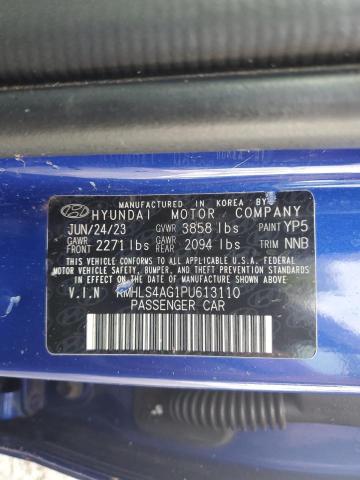 MANUFACTURED IN KOREA BY
HYUNDAI MOTOR COMPANY
JUN/24/23 GVWR 3858 lbs PAINT YP5
GAWR FRONT 2271 lbs GAWR REAR 2094 lbs TRIM NNB
THIS VEHICLE CONFORMS TO ALL APPLICABLE FEDERAL
MOTOR VEHICLE SAFETY, BUMPER, AND THEFT PREVENTION
STANDARDS IN EFFECT ON THE DATE OF MANUFACTURE
SHOWN ABOVE
V.I.N KMHLS4AG1PU613110
PASSENGER CAR